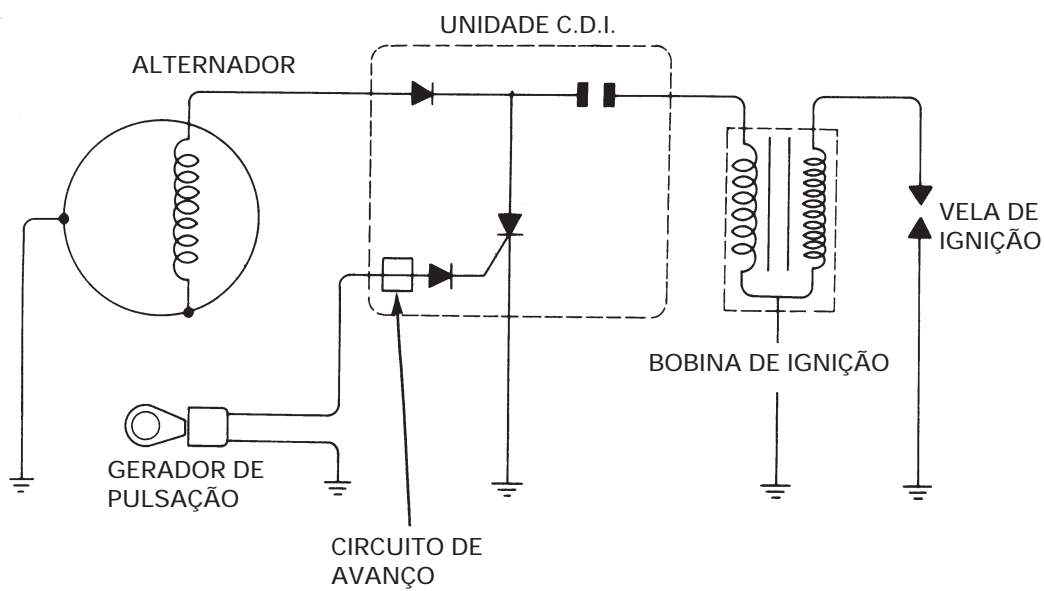 UNIDADE C.D.I.
ALTERNADOR
VELA DE
IGNIÇÃO
BOBINA DE IGNIÇÃO
GERADOR DE
PULSAÇÃO
CIRCUITO DE
AVANÇO